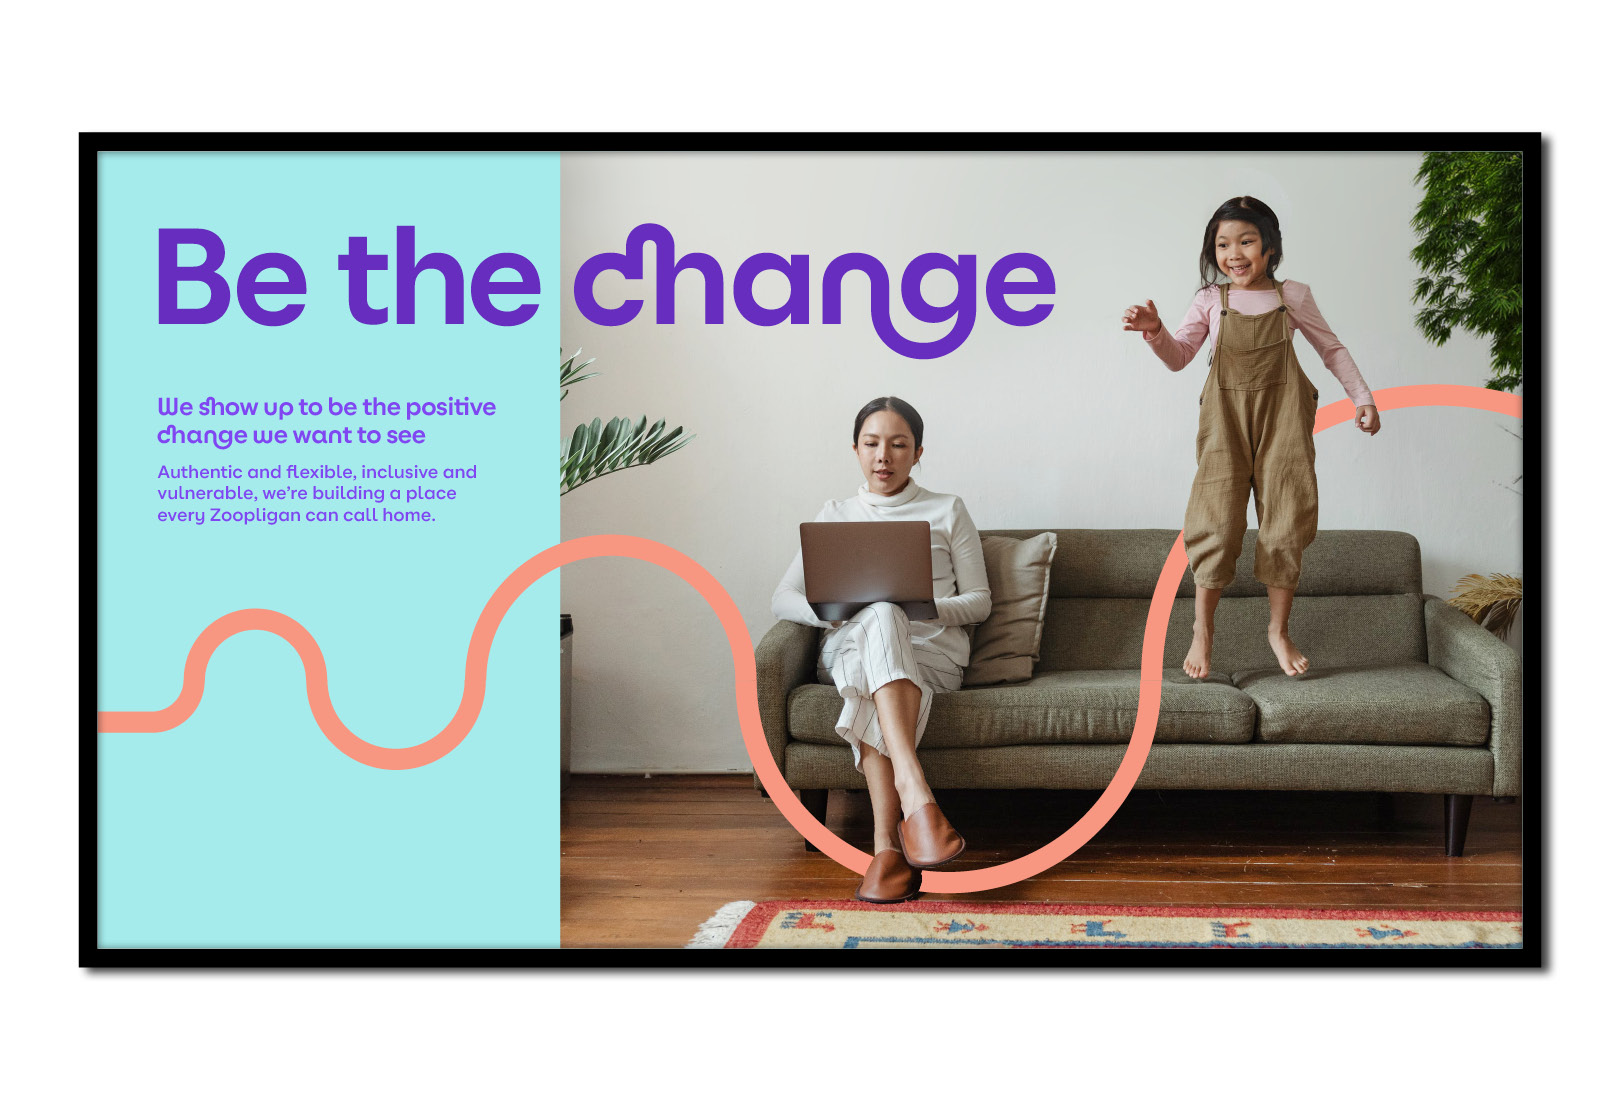 Be the change
We show up to be the positive
change we want to see
Authentic and flexible, inclusive and
vulnerable, we’re building a place
every Zoopligan can call home.